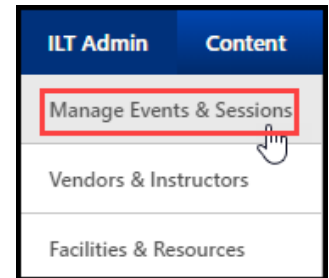 ILT Admin Content
Manage Events & Sessions
Vendors & Instructors
Facilities & Resources